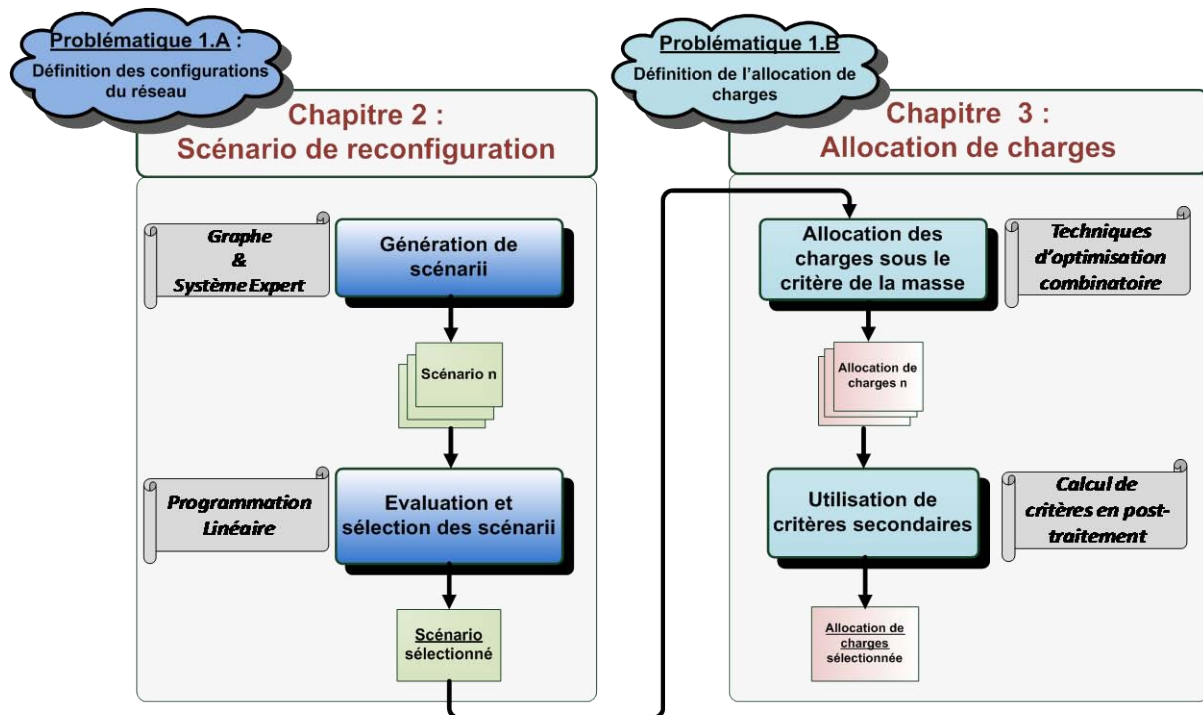 Problématique 1.A :
Définition des configurations
du réseau
Chapitre 2 :
Scénario de reconfiguration
Graphe
&
Système Expert
Génération de
scénarii
Scénario n
Programmation
Linéaire
Evaluation et
sélection des scénarii
Scénario
sélectionné
Problématique 1.B
Définition de l'allocation de
charges
Chapitre 3 :
Allocation de charges
Allocation des
charges sous le
critère de la masse
Techniques
d'optimisation
combinatoire
Allocation de
charges n
Utilisation de
critères secondaires
Calcul de
critères en post-
traitement
Allocation de
charges
sélectionnée